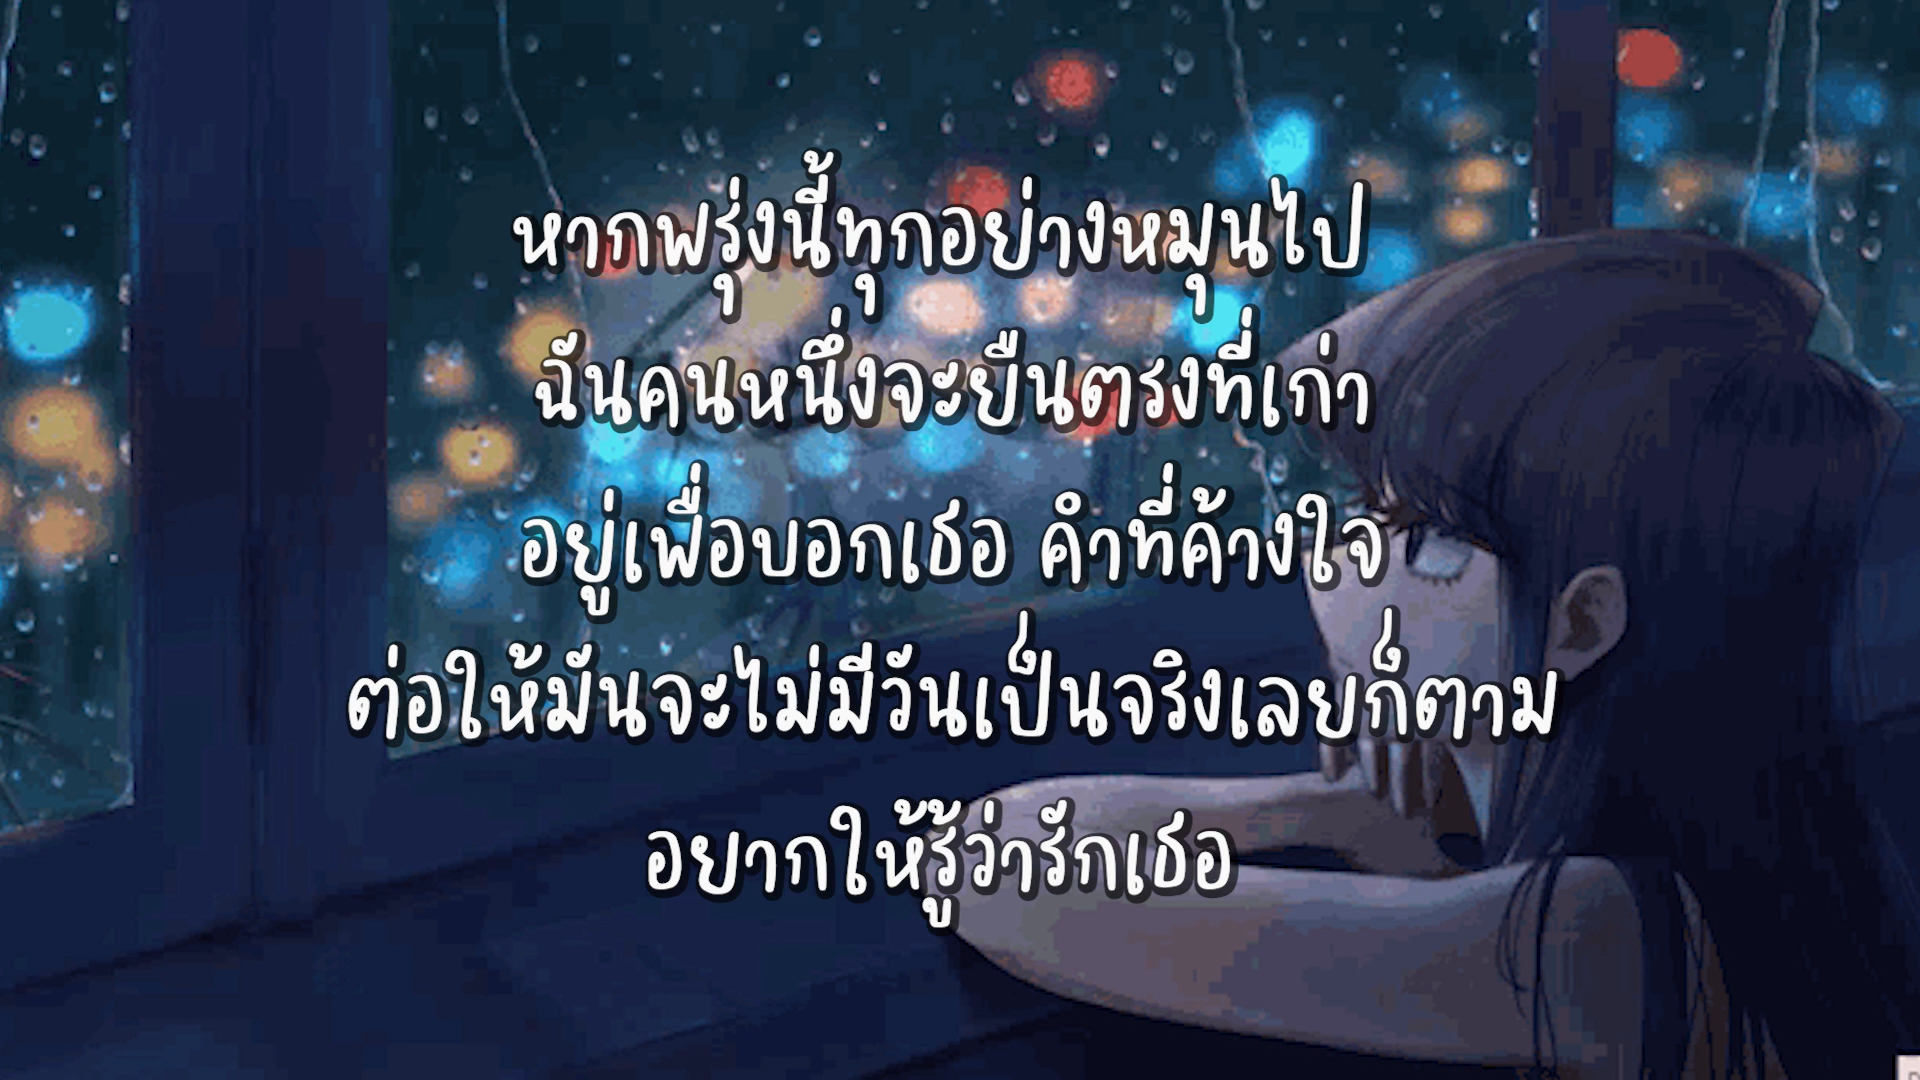 หากพรุ่งนี้ทุกอย่างหมุนไป
ฉันคนหนึ่งจะยืนตรงที่เก่า
อยู่เพื่อบอกเธอ คำที่ค้างใจ
ต่อให้มันจะไม่มีวันเป็นจริงเลยก็ตาม
อยากให้รู้ว่ารักเธอ